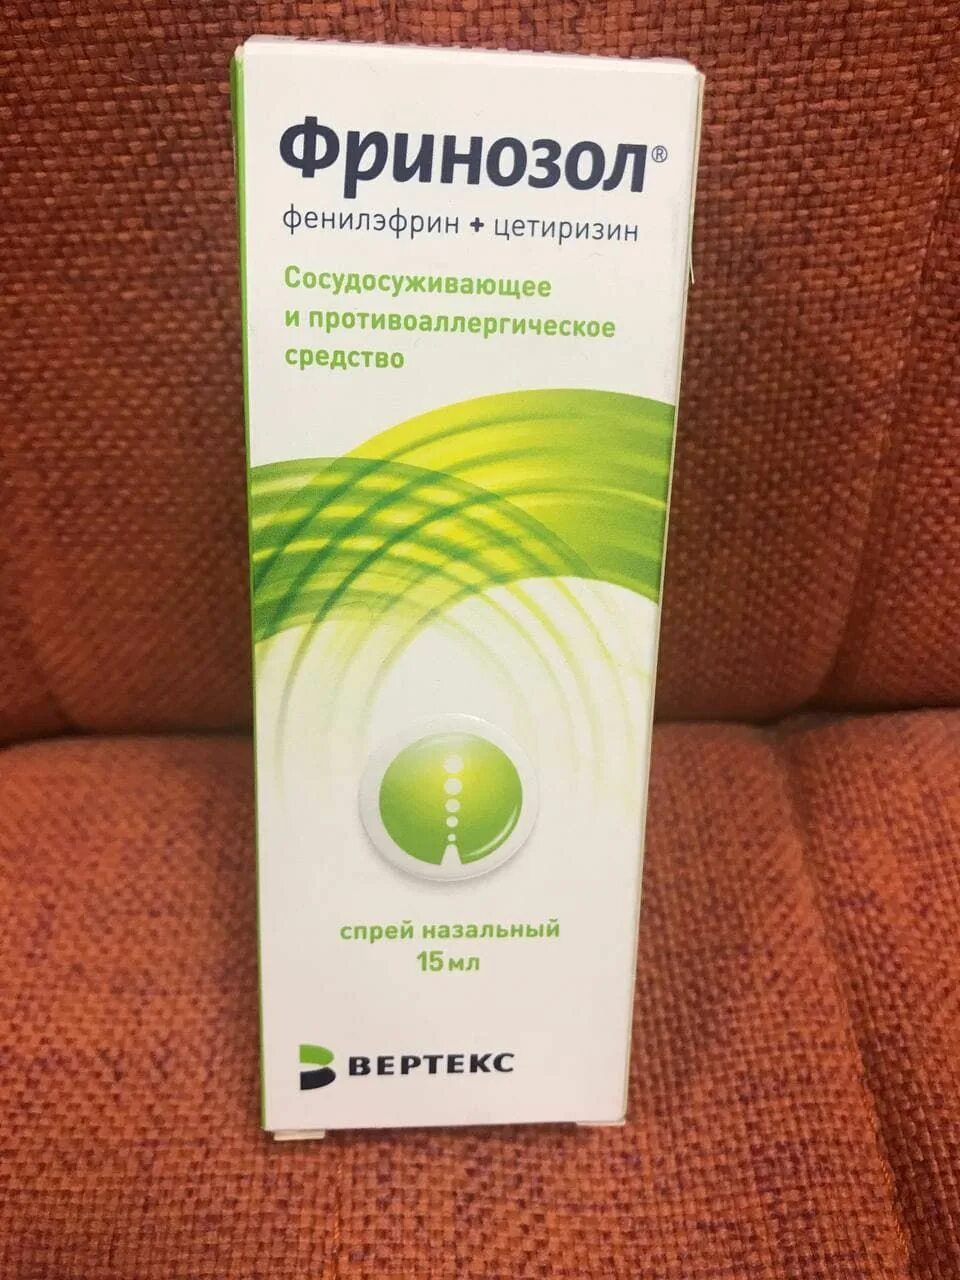 Фринозол®
фенилэфрин + цетиризин
Сосудосуживающее
и противоаллергическое
средство
спрей назальный
15 мл
ВЕРТЕКС